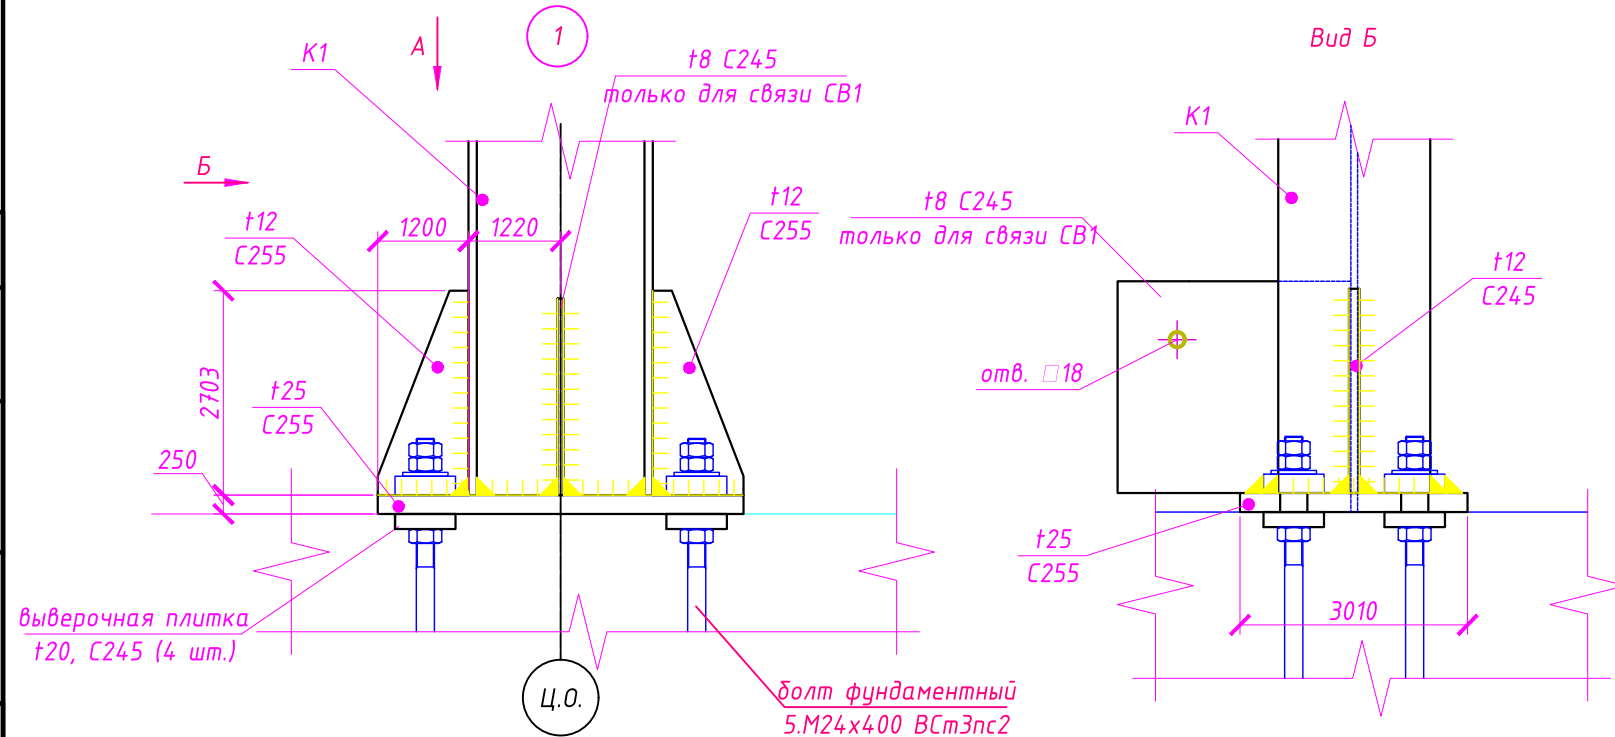 1
Вид Б
К1
А
t8 С245
только для связи СВ1
К1
Б
t12
С255
1200
1220
t12
С255
t8 С245
только для связи СВ1
t12
С245
2703
t25
С255
отв. □18
250
t25
С255
выверочная плитка
t20, С245 (4 шт.)
3010
Ц.О.
болт фундаментный
5.М24х400 ВСт3пс2